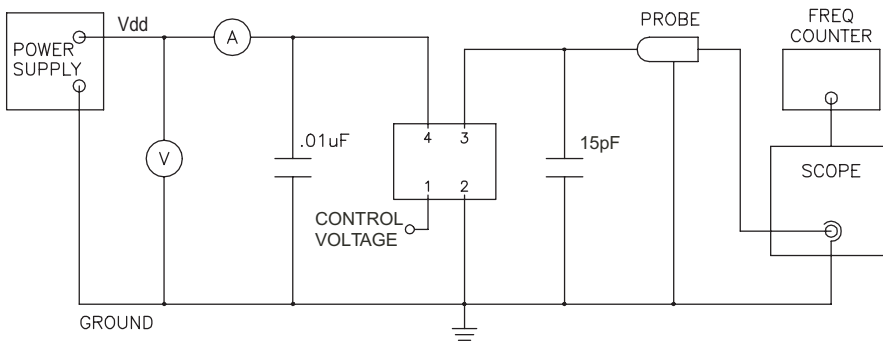 Vdd
POWER
SUPPLY
A
V
.01uF
4
3
1
2
CONTROL
VOLTAGE
15pF
PROBE
FREQ
COUNTER
SCOPE
GROUND